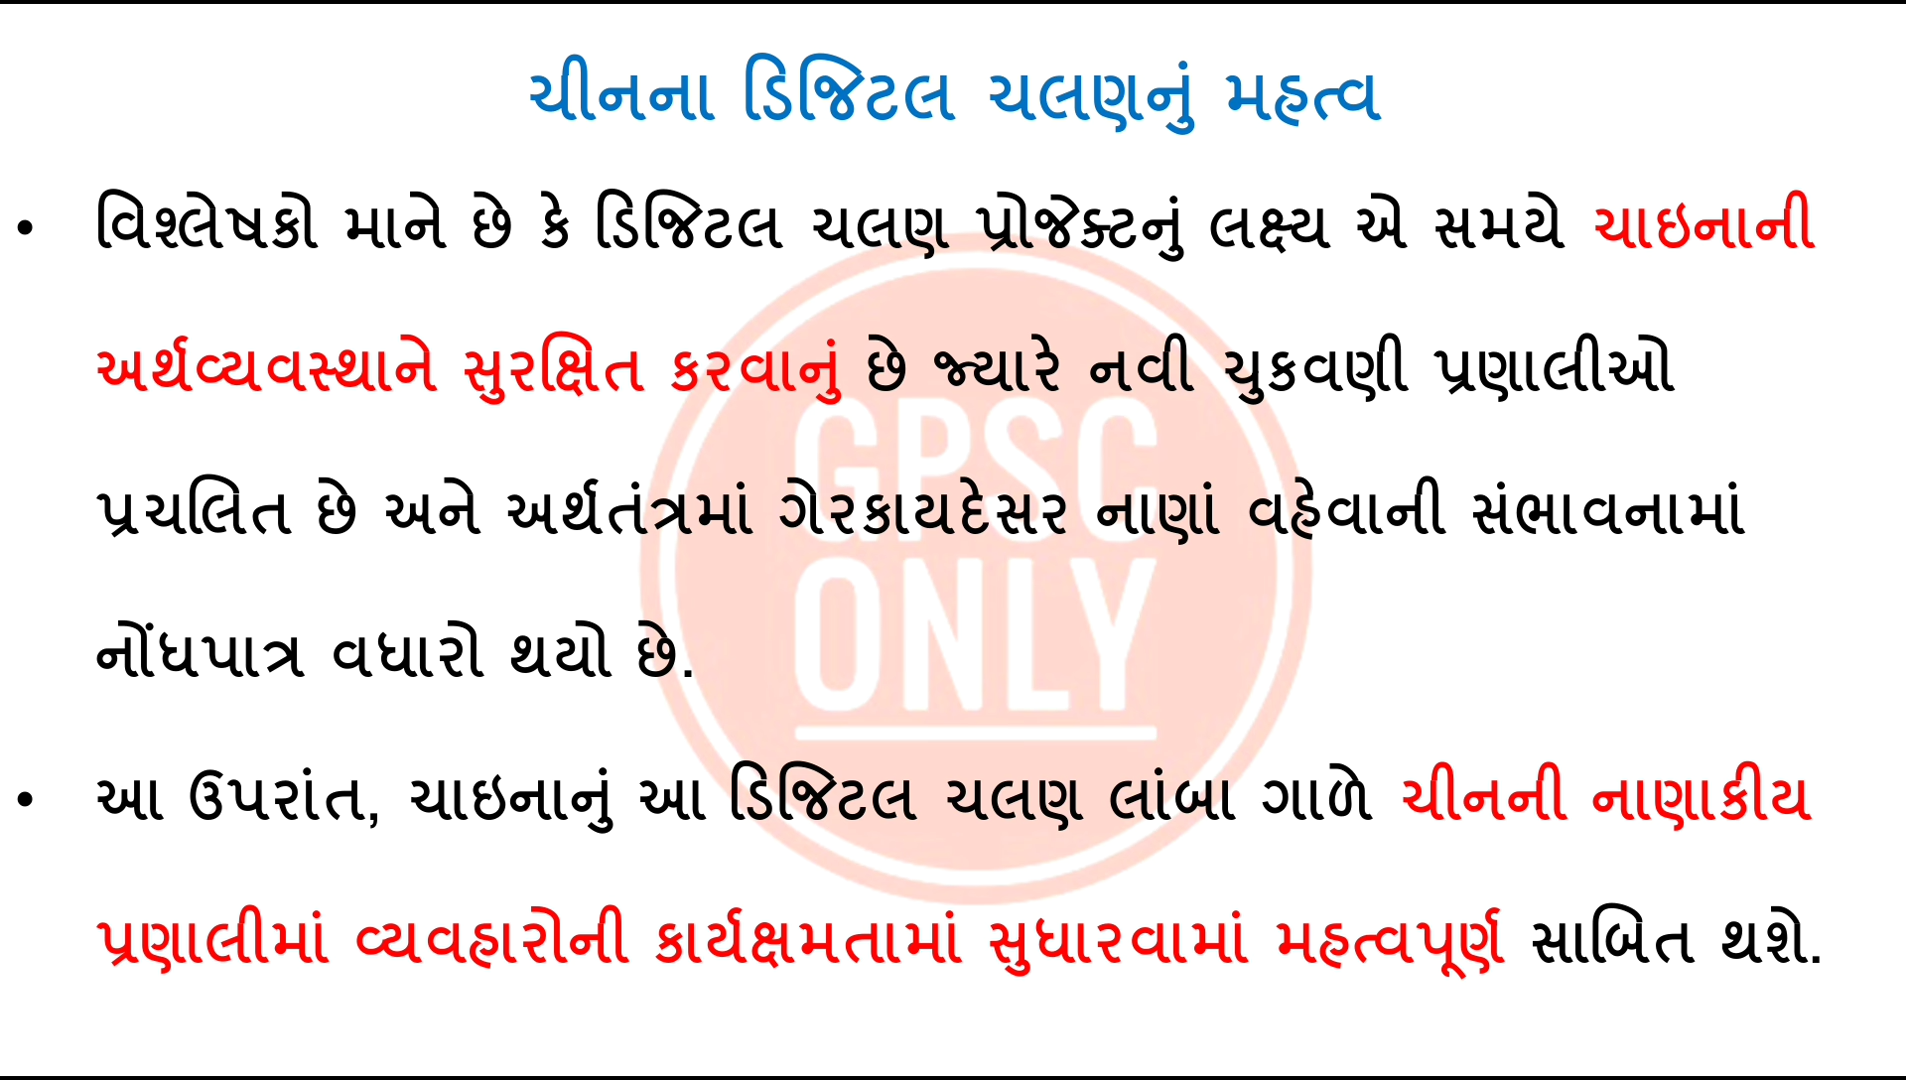 ચીનના ડિજિટલ ચલણનું મહત્વ
• વિશ્લેષકો માને છે કે ડિજિટલ ચલણ પ્રોજેક્ટનું લક્ષ્ય એ સમયે ચાઇનાની
અર્થવ્યવસ્થાને સુરક્ષિત કરવાનું છે જ્યારે નવી ચુકવણી પ્રણાલીઓ
પ્રચલિત છે અને અર્થતંત્રમાં ગેરકાયદેસર નાણાં વહેવાની સંભાવનામાં
નોંધપાત્ર વધારો થયો છે.
• આ ઉપરાંત, ચાઇનાનું આ ડિજિટલ ચલણ લાંબા ગાળે ચીનની નાણાકીય
પ્રણાલીમાં વ્યવહારોની કાર્યક્ષમતામાં સુધારવામાં મહત્વપૂર્ણ સાબિત થશે.
GPSC
ONLY